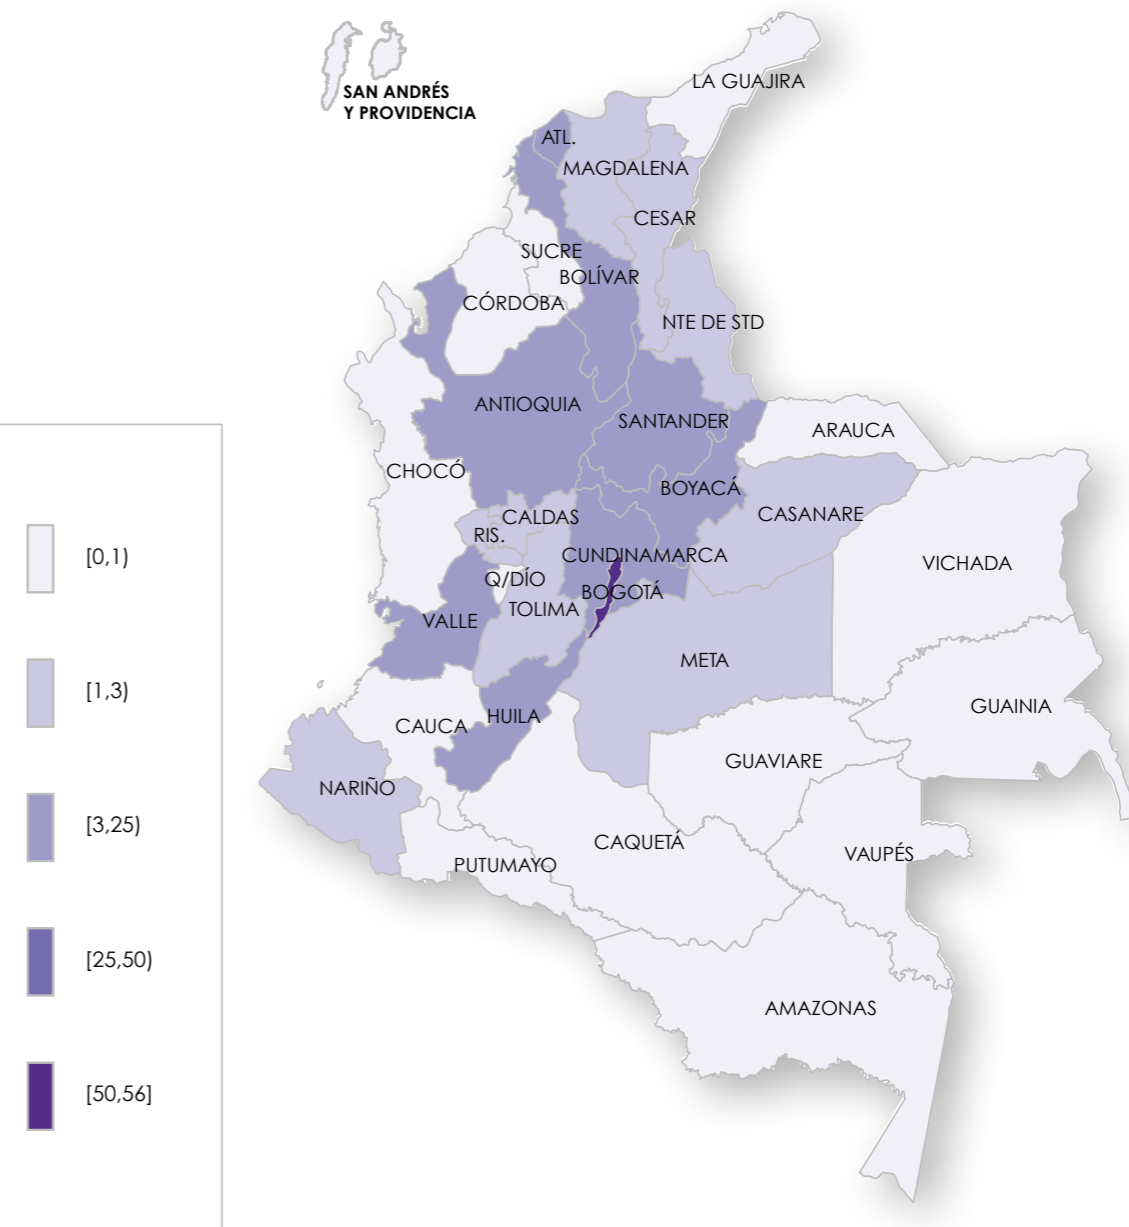 LA GUAJIRA
SAN ANDRÉS
Y PROVIDENCIA
ATL.
MAGDALENA
CESAR
SUCRE
BOLÍVAR
CÓRDOBA
NTE DE STD
ANTIOQUIA
SANTANDER
ARAUCA
CHOCÓ
BOYACÁ
CASANARE
CALDAS
RIS.
CUNDINAMARCA
VICHADA
Q/DÍO
BOGOTÁ
TOLIMA
VALLE
META
GUAINIA
HUILA
CAUCA
GUAVIARE
NARIÑO
CAQUETÁ
VAUPÉS
PUTUMAYO
AMAZONAS
[0,1)
[1,3)
[3,25)
[25,50)
[50,56]